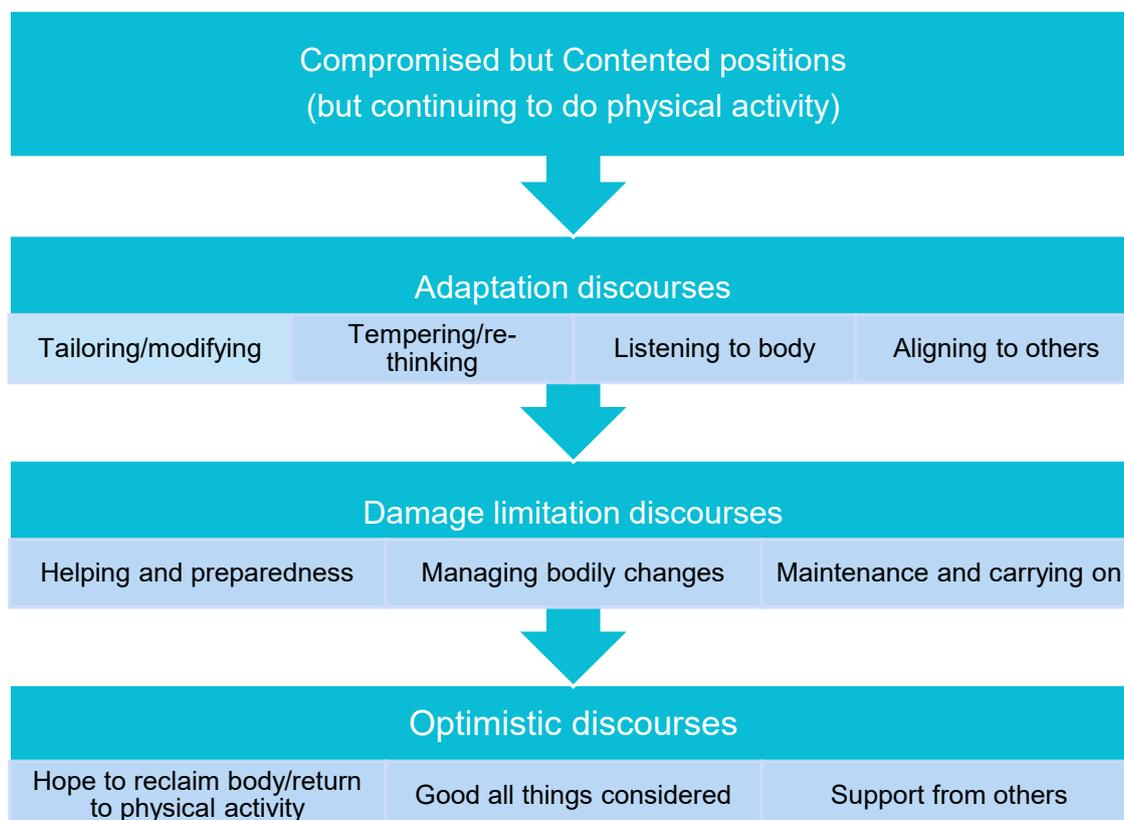 Compromised but Contented positions
(but continuing to do physical activity)
Adaptation discourses
Tailoring/modifying
Tempering/re-
thinking
Listening to body
Aligning to others
Damage limitation discourses
Helping and preparedness
Managing bodily changes
Maintenance and carrying on
Optimistic discourses
Hope to reclaim body/return
to physical activity
Good all things considered
Support from others